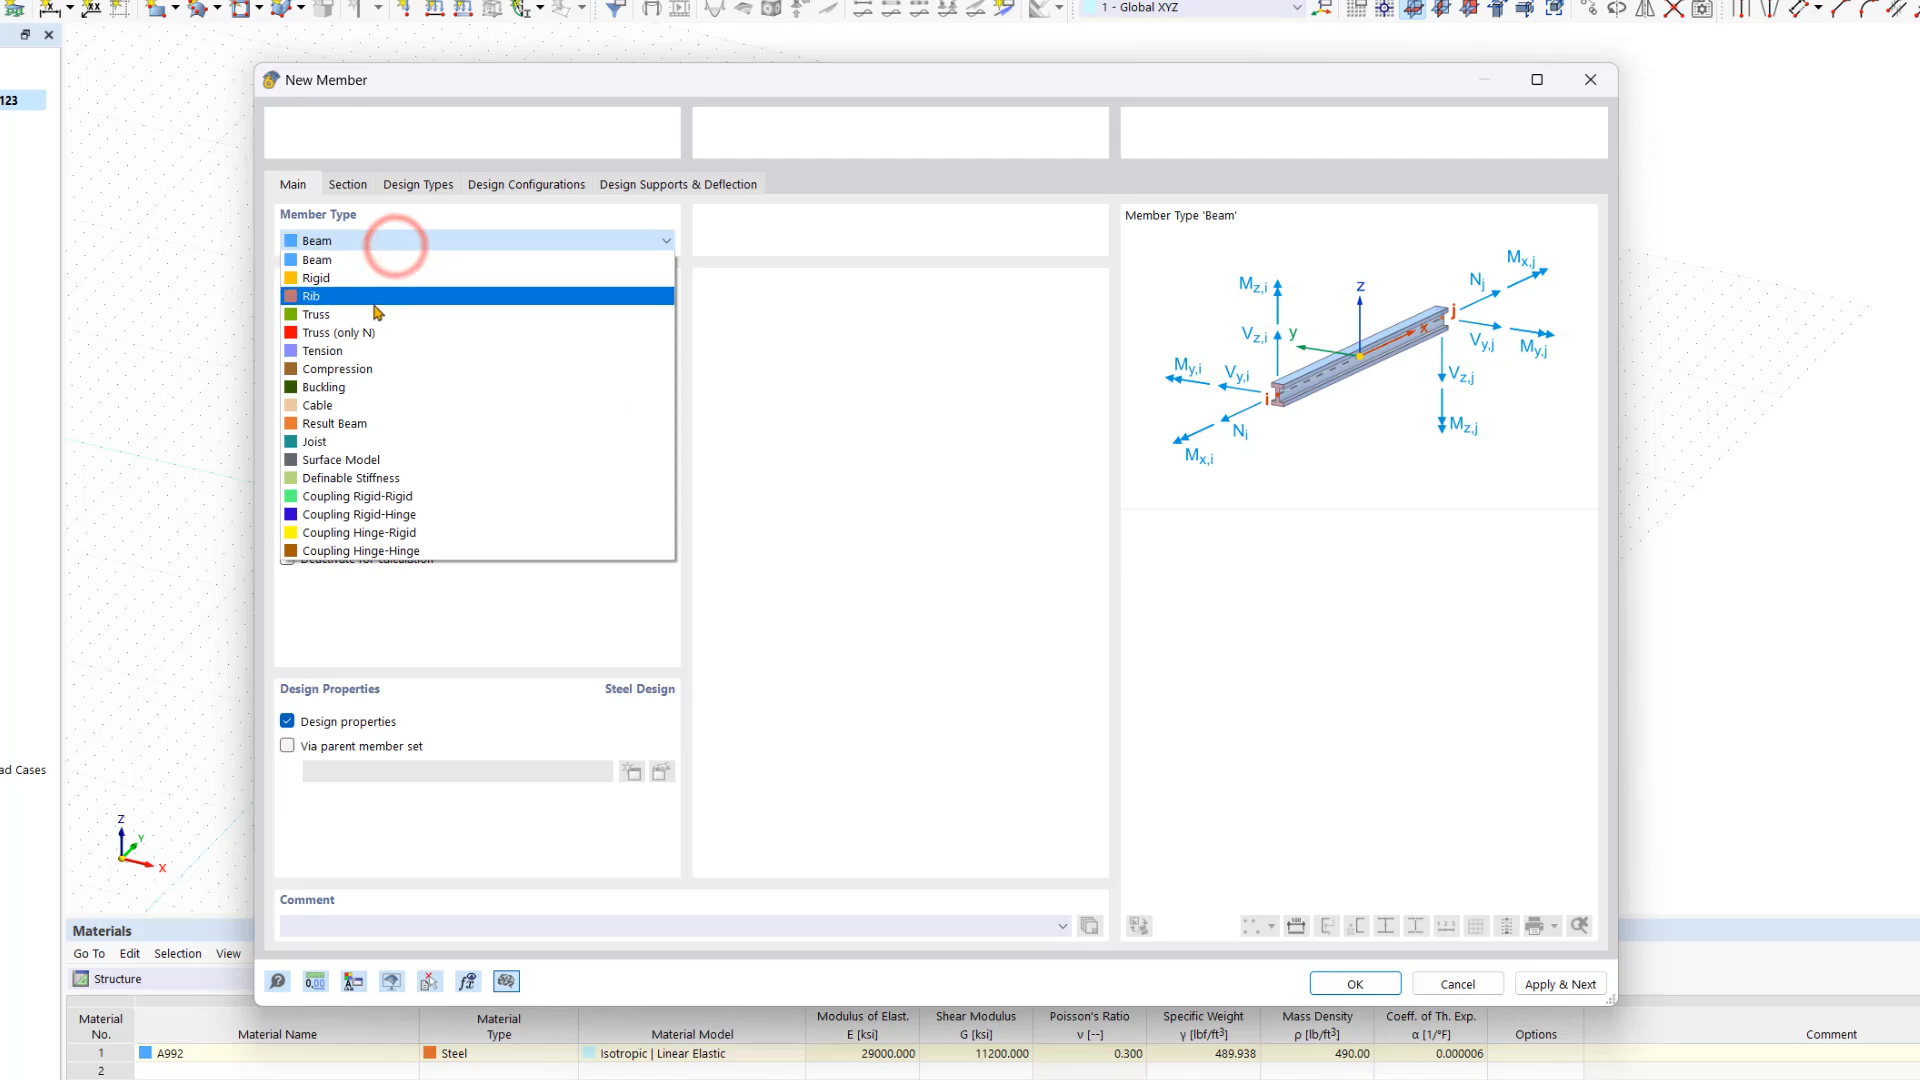 1 - Global XYZ
123
New Member
Main
Section
Design Types
Design Configurations
Design Supports & Deflection
Member Type
Beam
Beam
Rigid
Rib
Truss
Truss (only N)
Tension
Compression
Buckling
Cable
Result Beam
Joist
Surface Model
Definable Stiffness
Coupling Rigid-Rigid
Coupling Rigid-Hinge
Coupling Hinge-Rigid
Coupling Hinge-Hinge
Deactivate for calculation
Member Type 'Beam'
Mx,j
Nj
Mz,i
z
j
Vz,i
y
x
Vy,j
My,j
My,i
Vy,i
Vz,j
i
Ni
Mz,j
Mx,i
Design Properties
Steel Design
Design properties
Via parent member set
ad Cases
Z
Y
X
Comment
OK
Cancel
Apply & Next
Materials
Go To
Edit
Selection
View
Structure
Material No.
Material Name
Material Type
Material Model
Modulus of Elast. E [ksi]
Shear Modulus G [ksi]
Poisson's Ratio ν [--]
Specific Weight γ [lbf/ft³]
Mass Density ρ [lb/ft³]
Coeff. of Th. Exp. α [1/°F]
Options
Comment
1
A992
Steel
Isotropic | Linear Elastic
29000.000
11200.000
0.300
489.938
490.00
0.000006
2